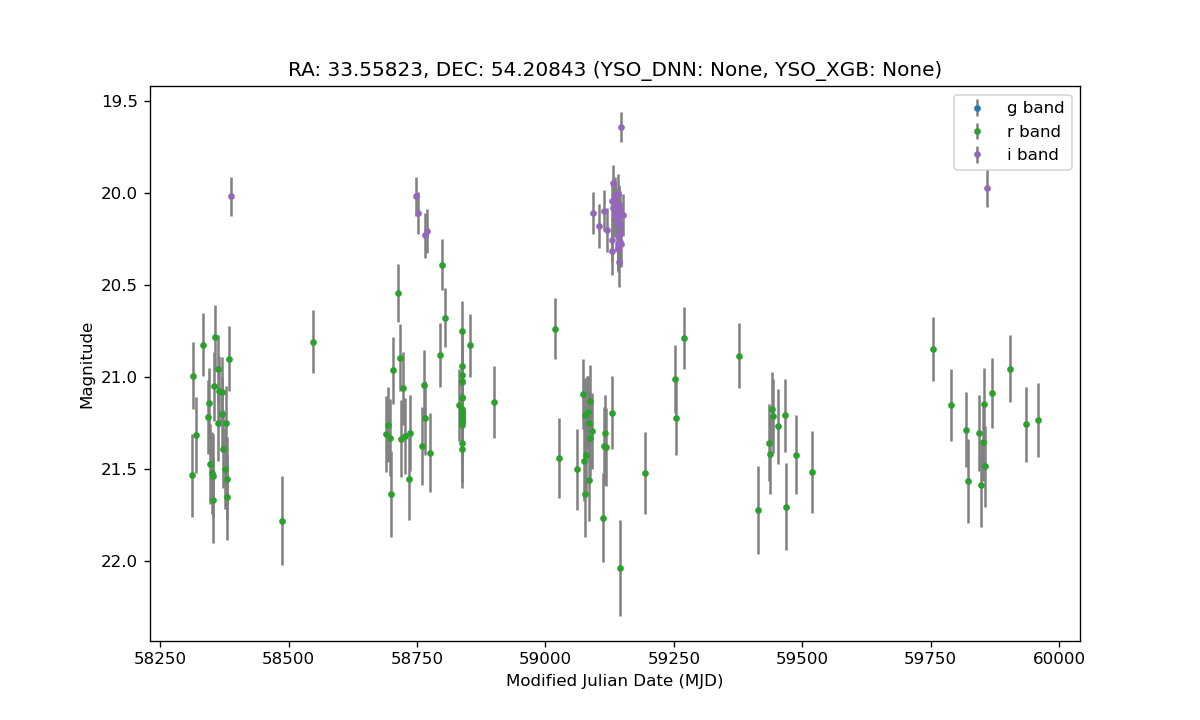 RA: 33.55823, DEC: 54.20843 (YSO_DNN: None, YSO_XGB: None)
g band
r band
i band
19.5
20.0
20.5
21.0
21.5
22.0
Magnitude
58250 58500 58750 59000 59250 59500 59750 60000
Modified Julian Date (MJD)